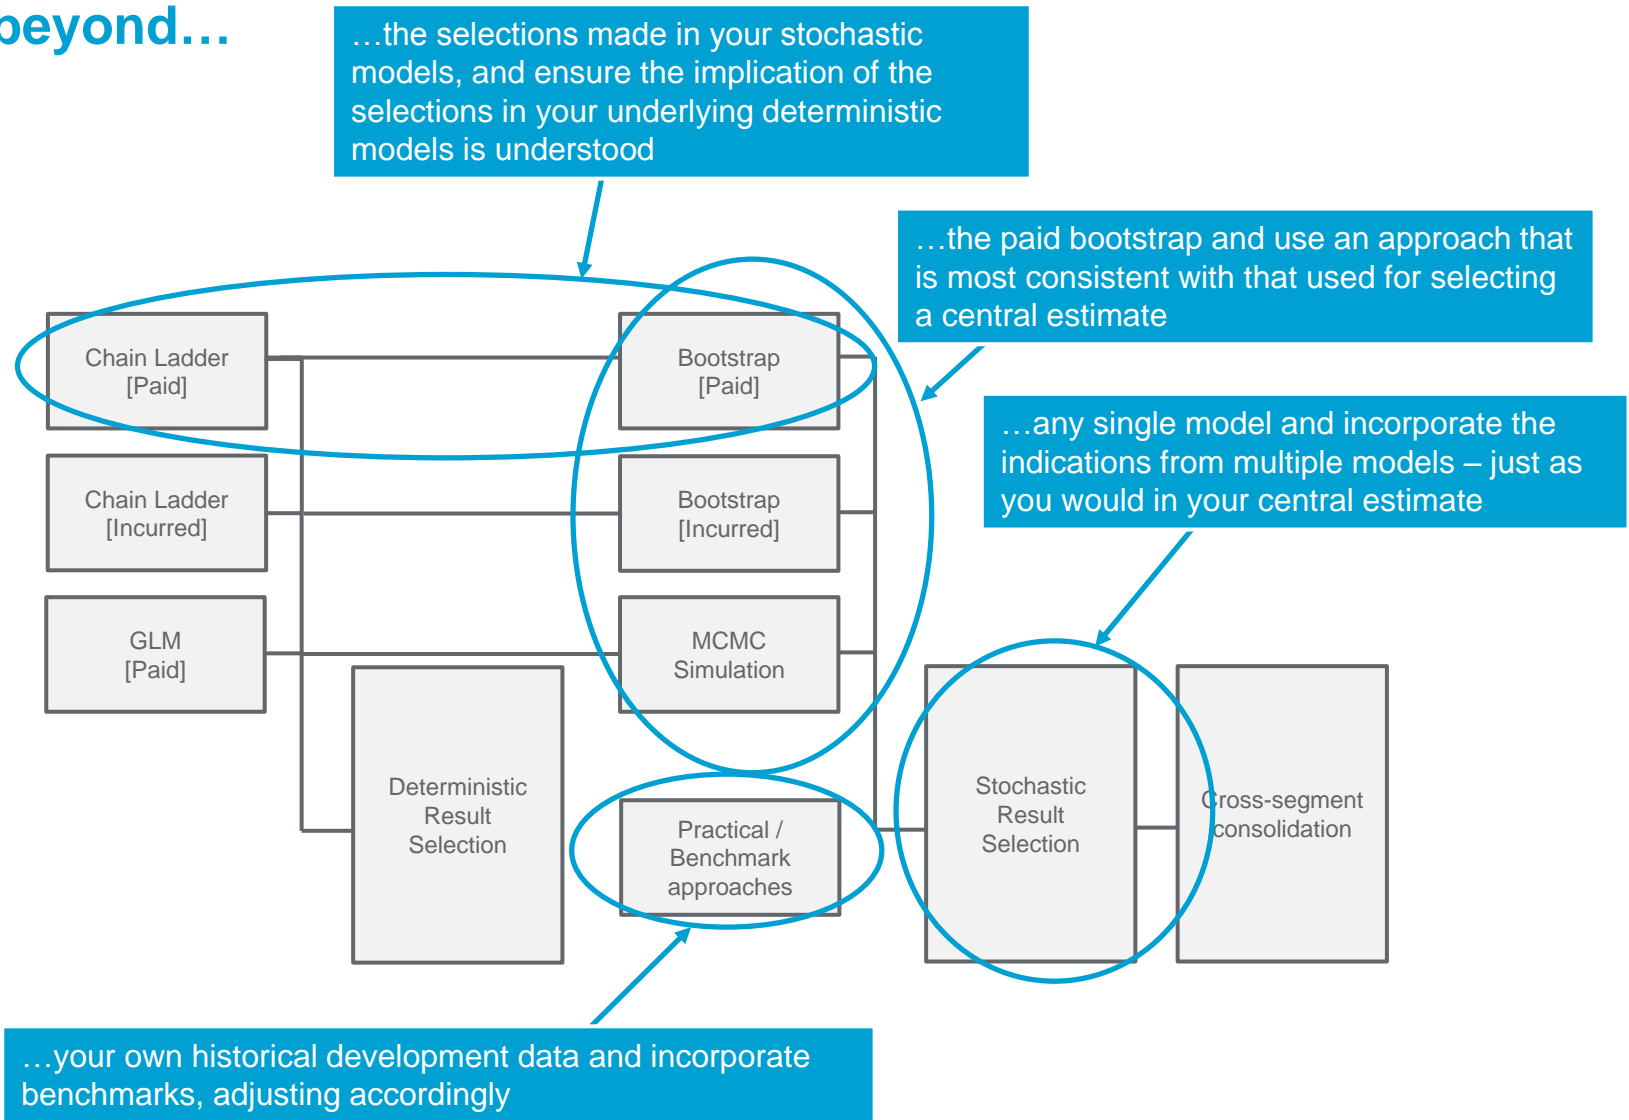 beyond…
…the selections made in your stochastic
models, and ensure the implication of the
selections in your underlying deterministic
models is understood
…the paid bootstrap and use an approach that
is most consistent with that used for selecting
a central estimate
Chain Ladder
[Paid]
Bootstrap
[Paid]
…any single model and incorporate the
indications from multiple models – just as
you would in your central estimate
Chain Ladder
[Incurred]
Bootstrap
[Incurred]
GLM
[Paid]
MCMC
Simulation
Deterministic
Result
Selection
Practical /
Benchmark
approaches
Stochastic
Result
Selection
Cross-segment
consolidation
…your own historical development data and incorporate
benchmarks, adjusting accordingly